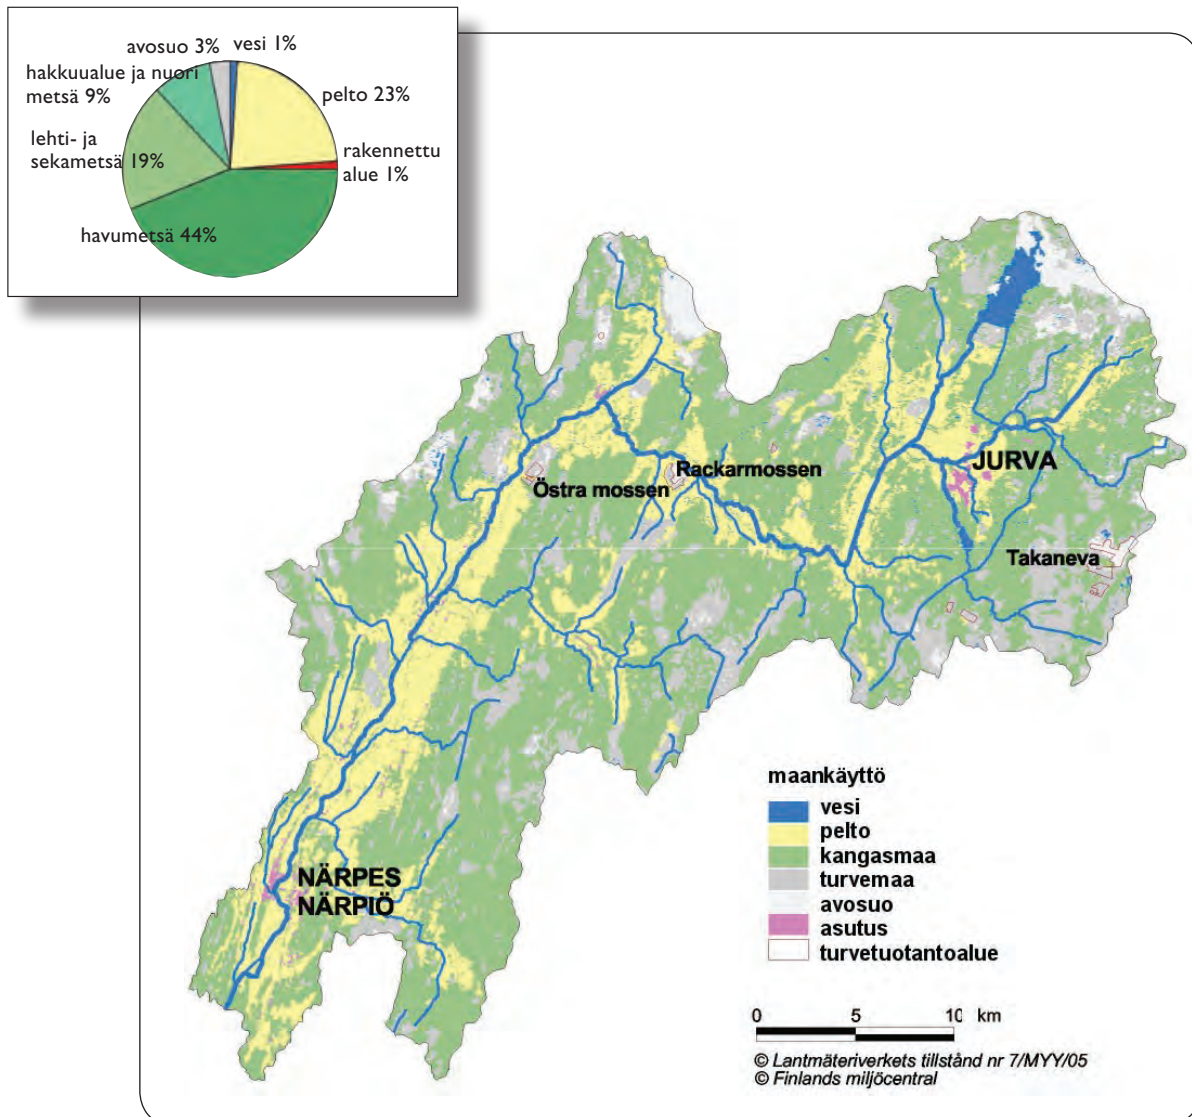 avosuo 3%
vesi 1%
hakkuualue ja nuori
metsä 9%
pelto 23%
lehti- ja
sekametsä 19%
rakennettu
alue 1%
havumetsä 44%
JURVA
Rackarmossen
Östra mossen
Takaneva
NÄRPES
NÄRPIÖ
maankäyttö
vesi
pelto
kangasmaa
turvemaa
avosuo
asutus
turvetuotantoalue
0 5 10 km
© Lantmäteriverkets tillstånd nr 7/MYY/05
© Finlands miljöcentral